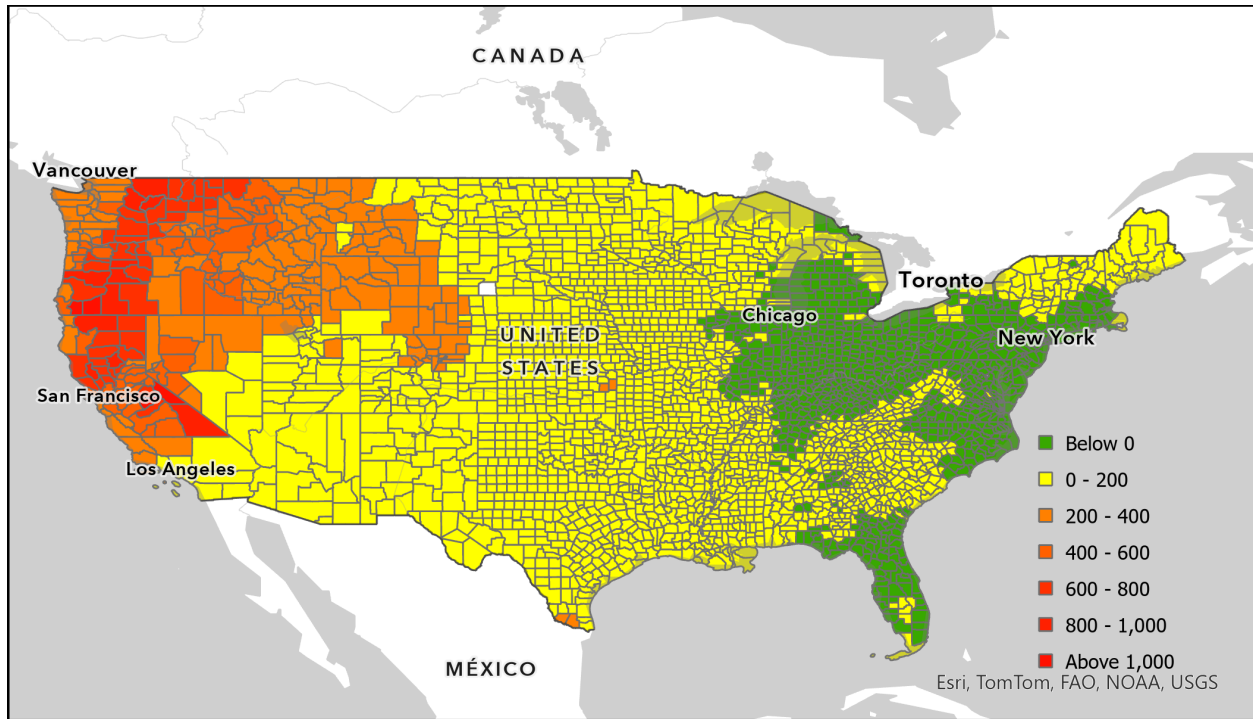 CANADA
Vancouver
Toronto
Chicago
UNITED
STATES
New York
San Francisco
Los Angeles
MÉXICO
Below 0
0 - 200
200 - 400
400 - 600
600 - 800
800 - 1,000
Above 1,000
Esri, TomTom, FAO, NOAA, USGS